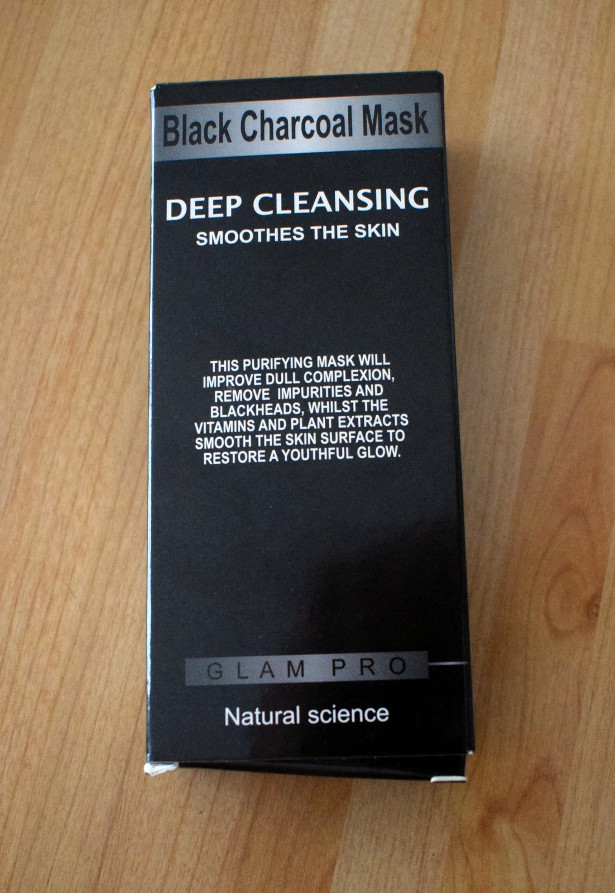 Black Charcoal Mask
DEEP CLEANSING
SMOOTHES THE SKIN
THIS PURIFYING MASK WILL
IMPROVE DULL COMPLEXION,
REMOVE IMPURITIES AND
BLACKHEADS, WHILST THE
VITAMINS AND PLANT EXTRACTS
SMOOTH THE SKIN SURFACE TO
RESTORE A YOUTHFUL GLOW.
GLAM PRO
Natural science